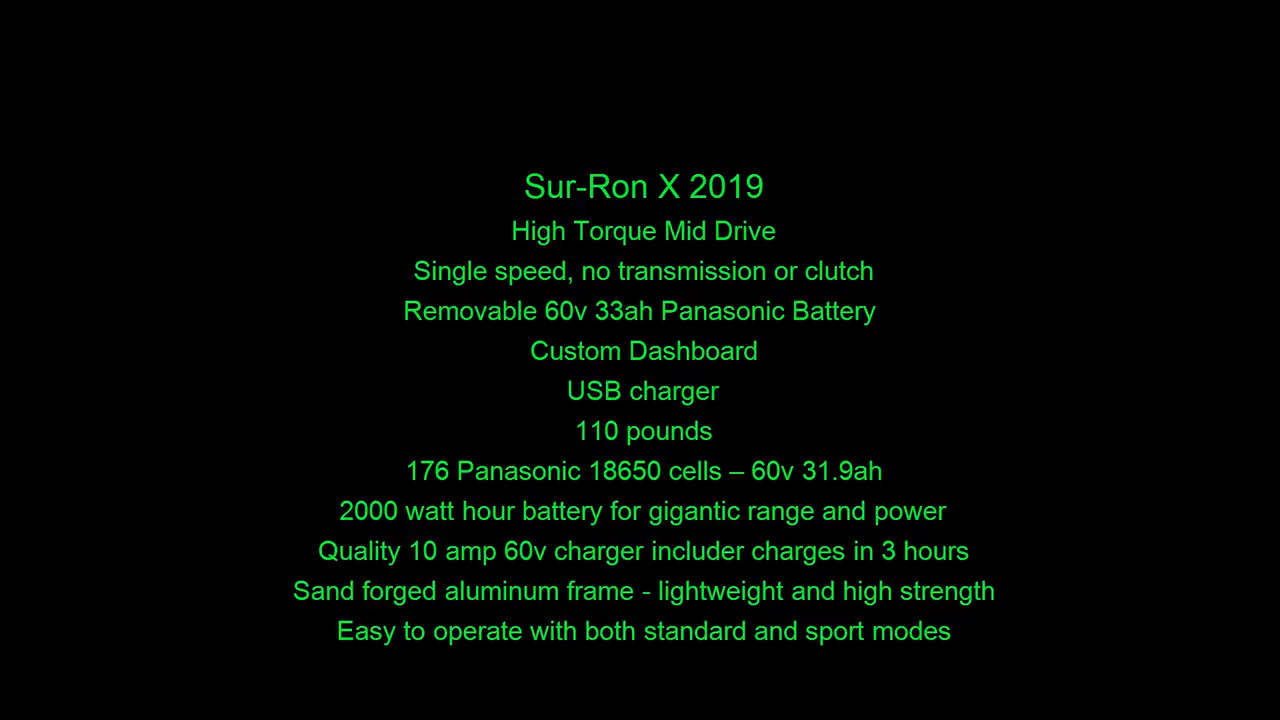 Sur-Ron X 2019
High Torque Mid Drive
Single speed, no transmission or clutch
Removable 60v 33ah Panasonic Battery
Custom Dashboard
USB charger
110 pounds
176 Panasonic 18650 cells – 60v 31.9ah
2000 watt hour battery for gigantic range and power
Quality 10 amp 60v charger includer charges in 3 hours
Sand forged aluminum frame - lightweight and high strength
Easy to operate with both standard and sport modes